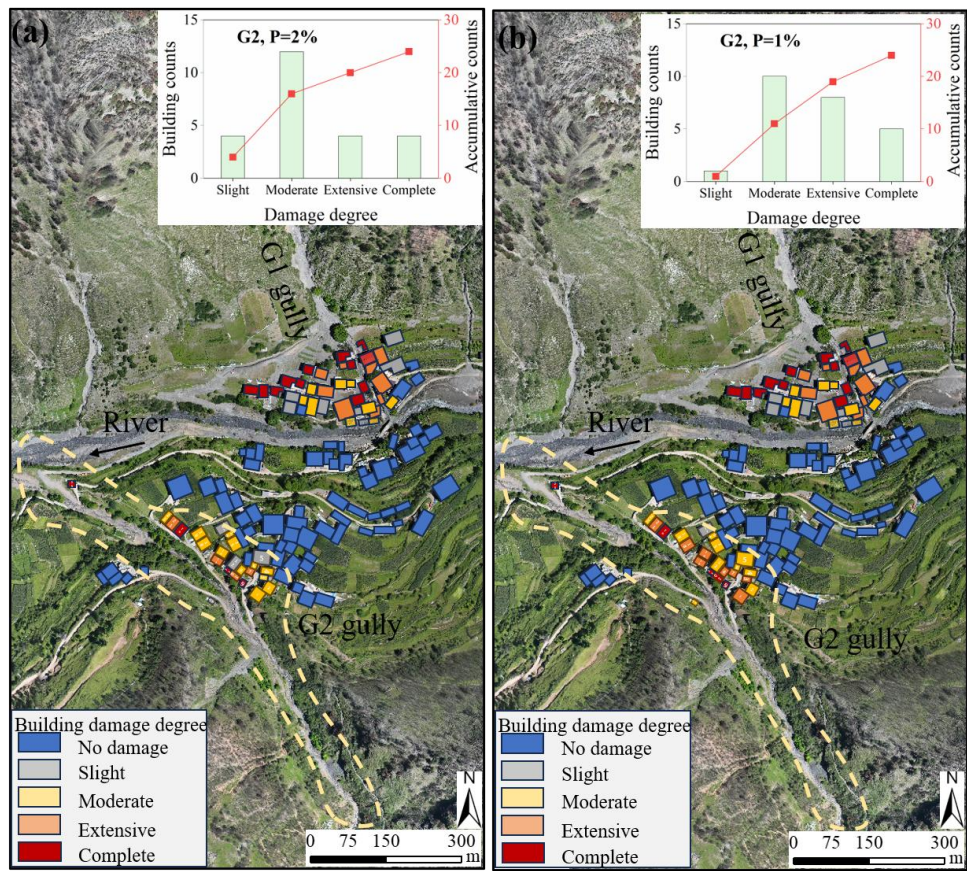 (a)
G2, P=2%
Building counts
15
10
5
0
Accumulative counts
30
20
10
0
Slight
Moderate
Extensive
Complete
Damage degree
G1 gully
River
G2 gully
Building damage degree
No damage
Slight
Moderate
Extensive
Complete
N
0 75 150 300
m
(b)
G2, P=1%
Building counts
15
10
5
0
Accumulative counts
30
20
10
0
Slight
Moderate
Extensive
Complete
Damage degree
G1 gully
River
G2 gully
Building damage degree
No damage
Slight
Moderate
Extensive
Complete
N
0 75 150 300
m